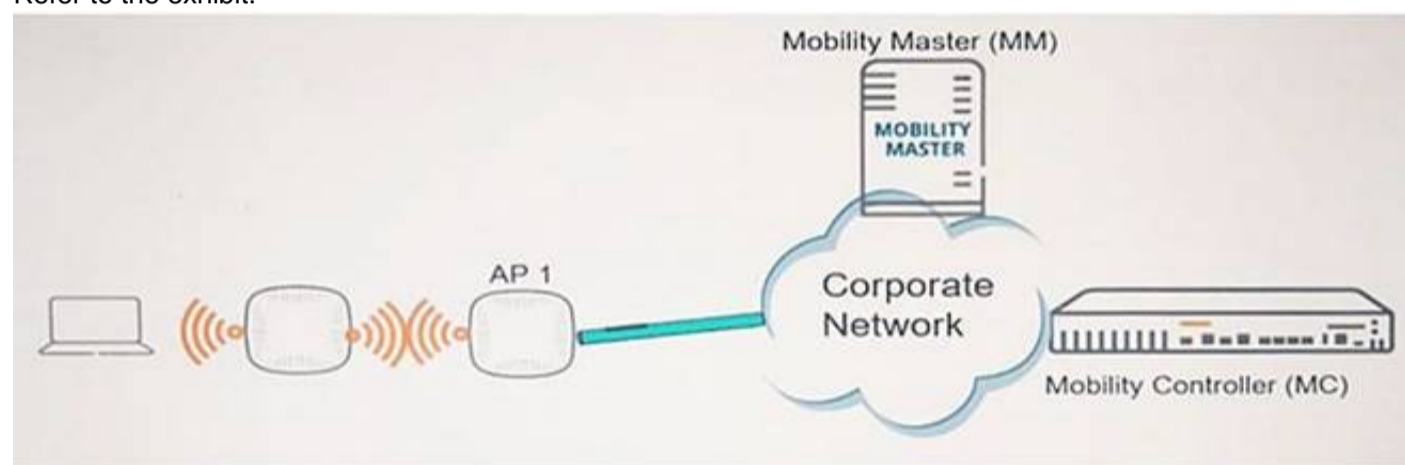 Refer to the exhibit.
Mobility Master (MM)
MOBILITY
MASTER
AP 1
Corporate
Network
Mobility Controller (MC)